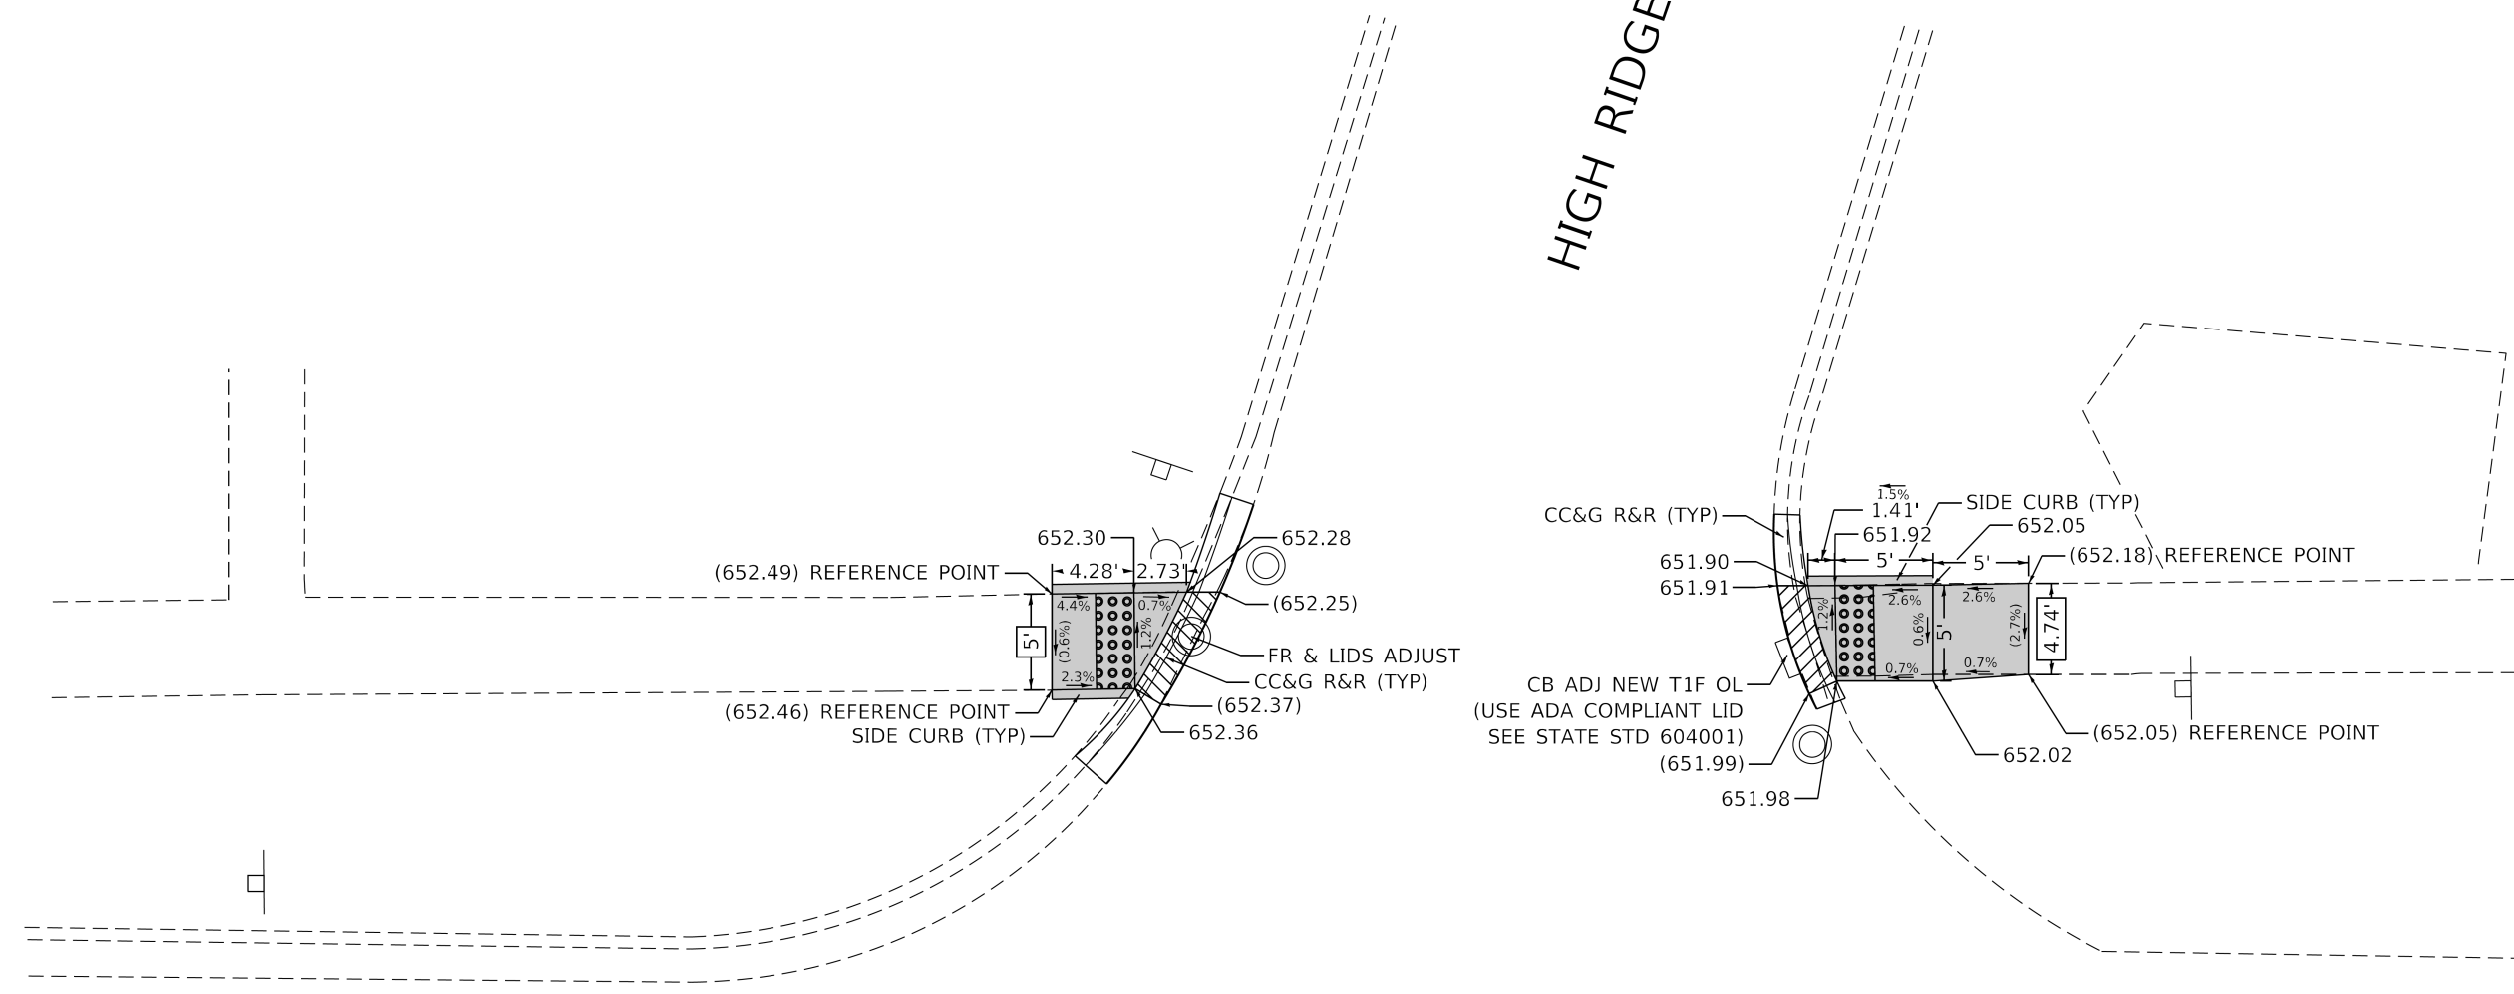 HIGH RIDGE
652.30
652.28
(652.49) REFERENCE POINT
4.28'
2.73'
(652.25)
4.4%
0.7%
5'
(0.6%)
1.2%
2.3%
FR & LIDS ADJUST
CC&G R&R (TYP)
(652.37)
(652.46) REFERENCE POINT
SIDE CURB (TYP)
652.36
1.5%
1.41'
SIDE CURB (TYP)
CC&G R&R (TYP)
651.92
652.05
651.90
5'
5'
(652.18) REFERENCE POINT
651.91
2.6%
2.6%
1.2%
0.6%
5'
(2.7%)
4.74'
0.7%
0.7%
CB ADJ NEW T1F OL
(USE ADA COMPLIANT LID
SEE STATE STD 604001)
(651.99)
(652.05) REFERENCE POINT
652.02
651.98